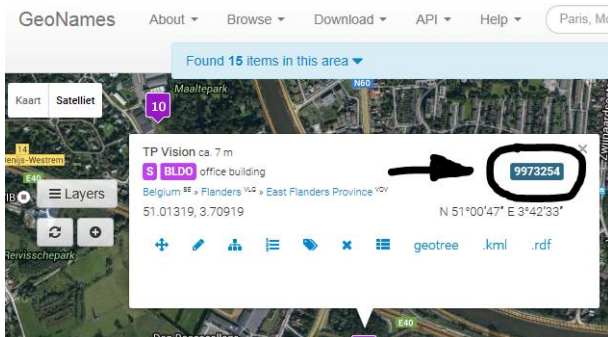 GeoNames About Browse Download API Help Paris, Mo
Found 15 items in this area
Maaltepark
N60
Kaart Satelliet
10
14
Denijs-Westrem
E40
TP Vision ca. 7 m
S BLDO office building
9973254
Belgium BE » Flanders VLG » East Flanders Province VOV
51.01319, 3.70919
N 51°00'47" E 3°42'33"
Layers
geotree .kml .rdf
E40